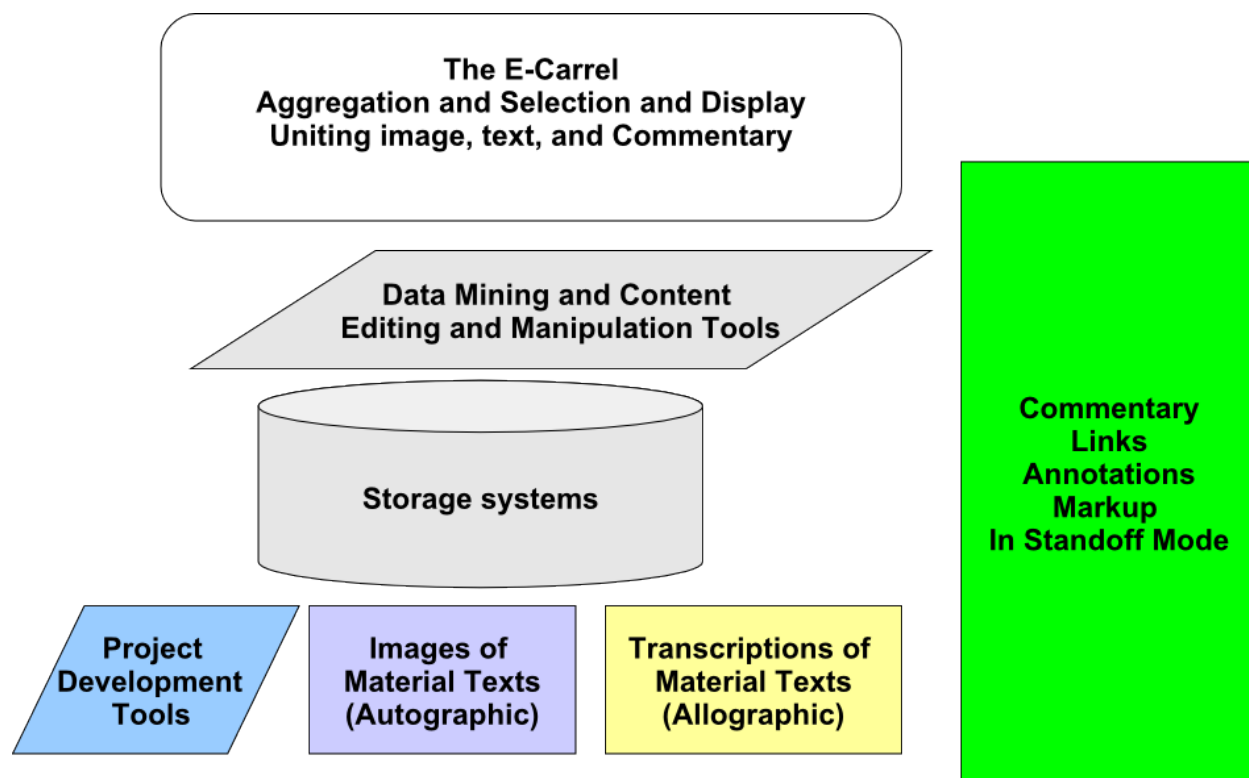 The E-Carrel
Aggregation and Selection and Display
Uniting image, text, and Commentary
Data Mining and Content
Editing and Manipulation Tools
Storage systems
Project
Development
Tools
Images of
Material Texts
(Autographic)
Transcriptions of
Material Texts
(Allographic)
Commentary
Links
Annotations
Markup
In Standoff Mode